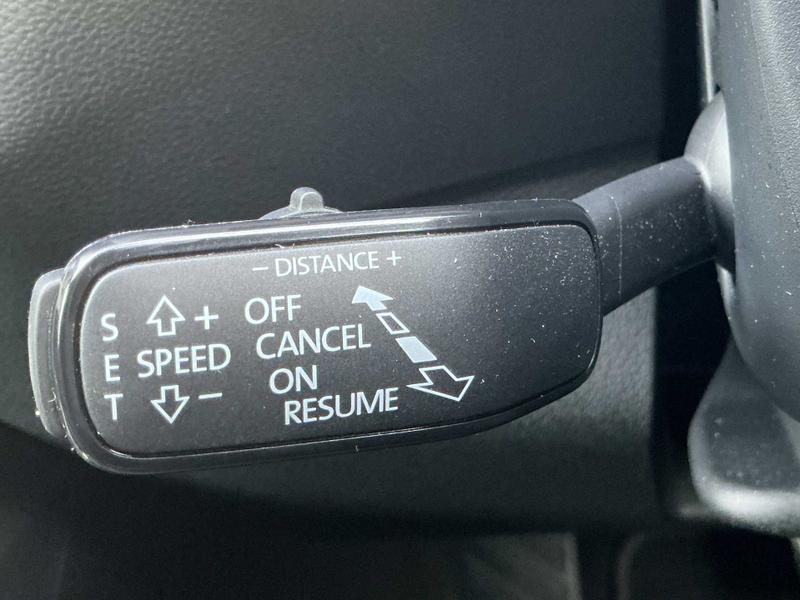 – DISTANCE +
S E T
+
SPEED
–
OFF
CANCEL
ON
RESUME